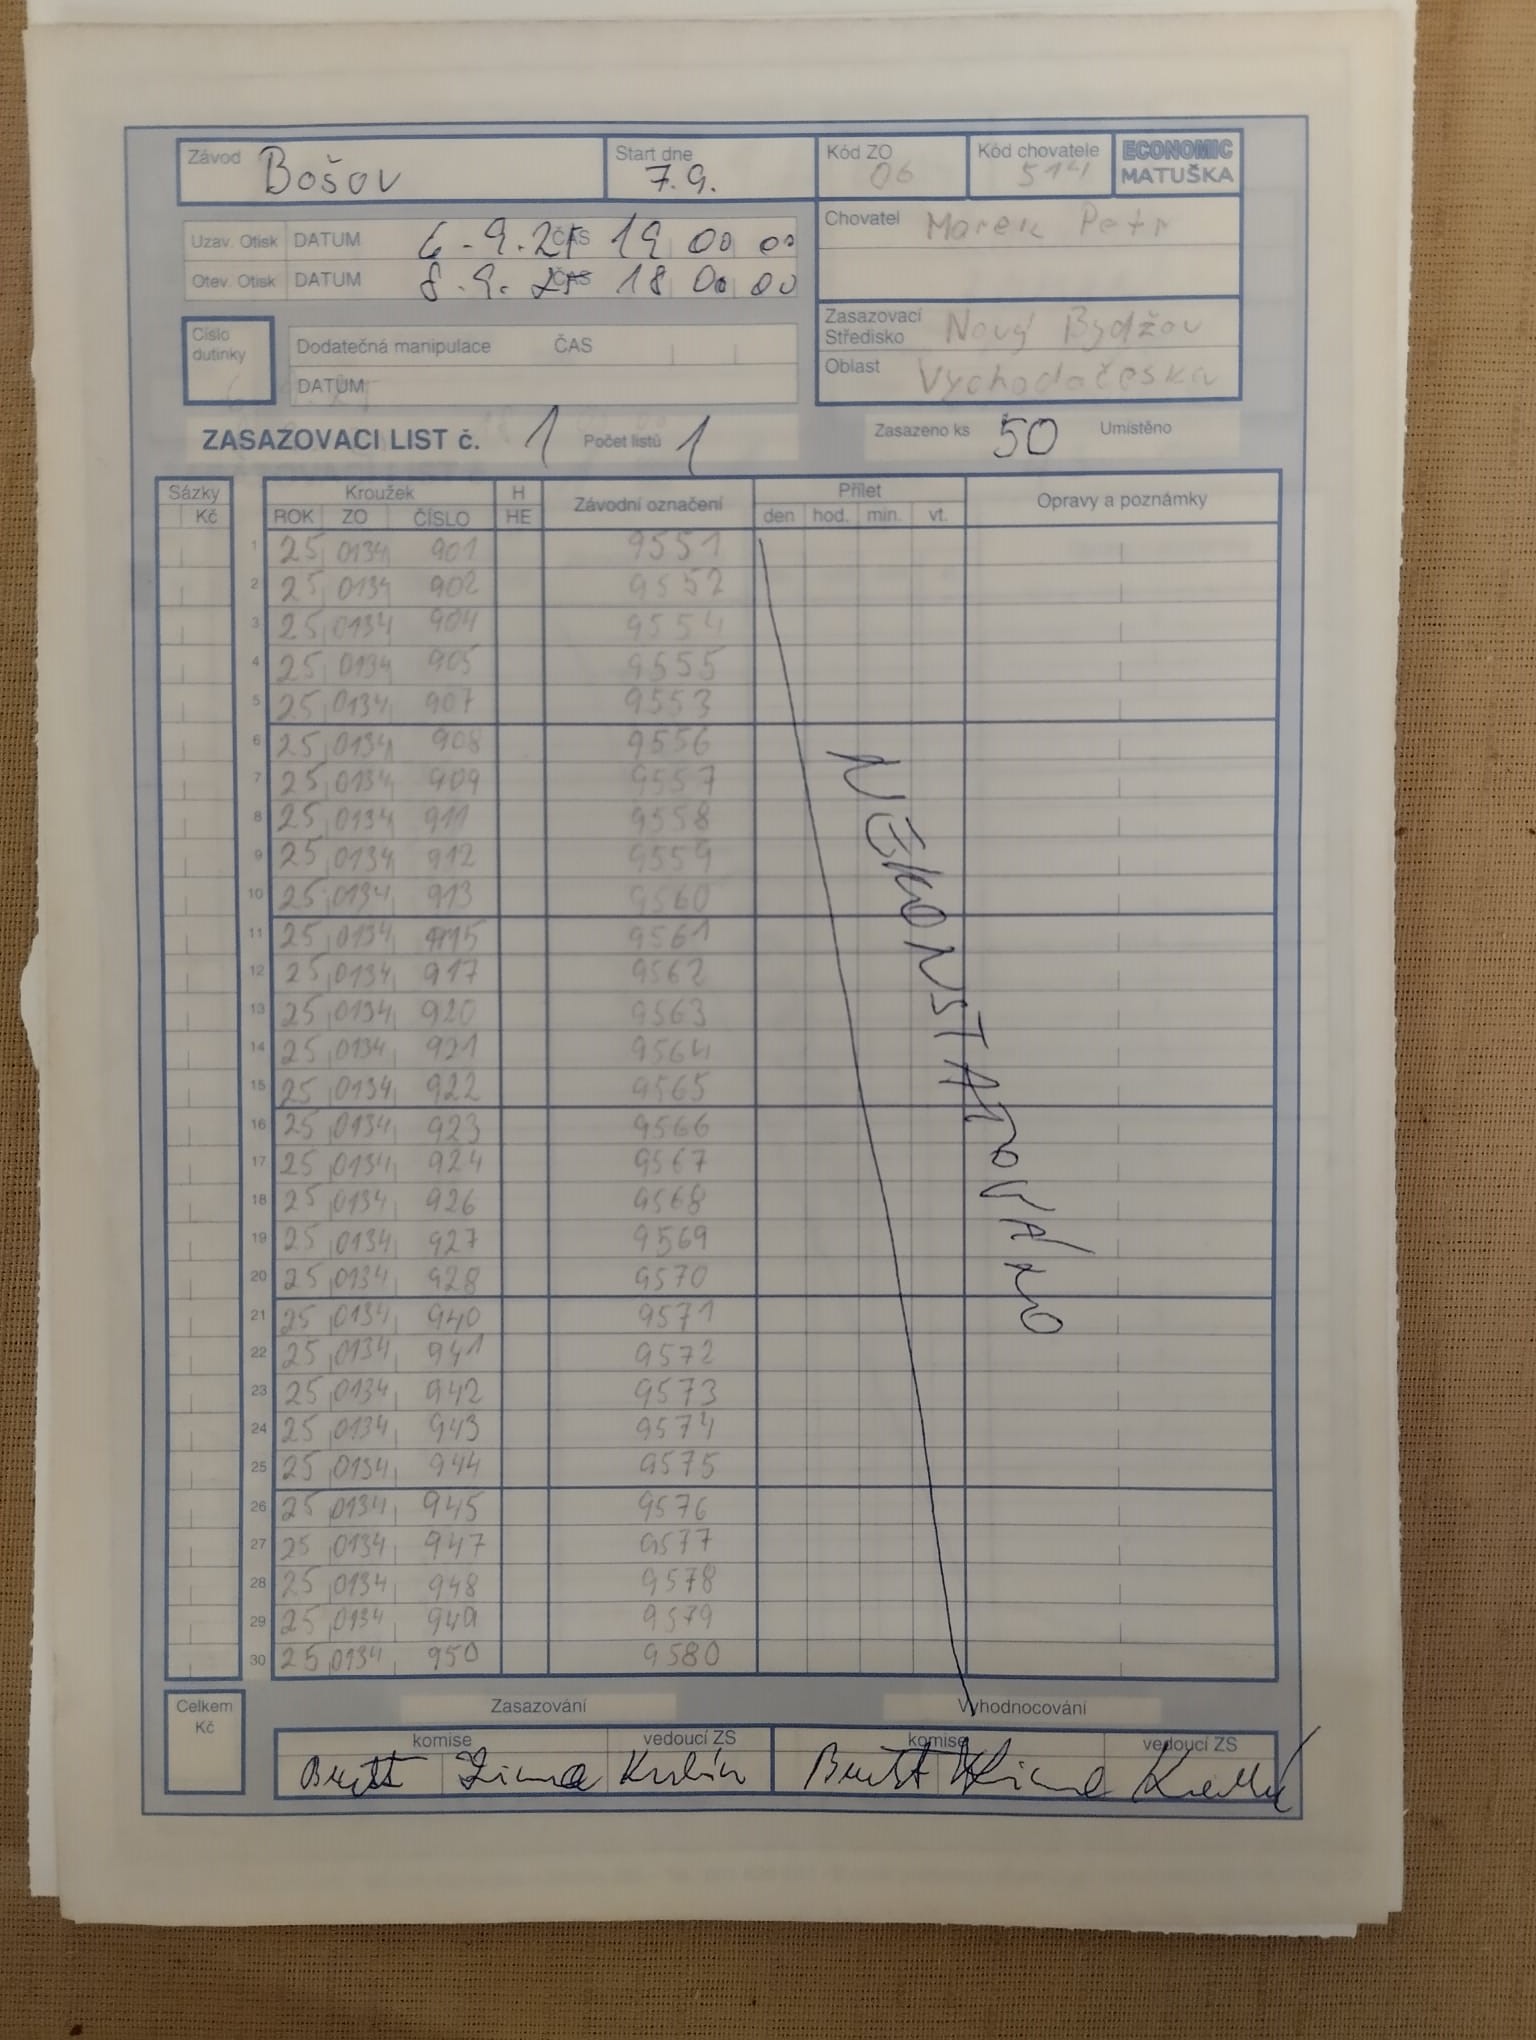 Závod Bošov Start dne 7.9. Kód ZO 06 Kód chovatele 514 ECONOMIC MATUŠKA
Uzav. Otisk DATUM 6.9.25 ČAS 19 00 00
Otev. Otisk DATUM 8.9.25 ČAS 18 00 00
Chovatel Marek Petr
Číslo dutinky
Dodatečná manipulace ČAS
DATUM
Zasazovací Středisko Nový Bydžov
Oblast Východočeská
ZASAZOVACI LIST č. 1 Počet listů 1 Zasazeno ks 50 Umístěno
Sázky Kroužek H Závodní označení Přílet Opravy a poznámky
Kč ROK ZO ČÍSLO HE den hod. min. vt.
1 25 0134 901 9551
2 25 0134 902 9552
3 25 0134 904 9554
4 25 0134 905 9555
5 25 0134 907 9553
6 25 0134 908 9556
7 25 0134 909 9557
8 25 0134 911 9558
9 25 0134 912 9559
10 25 0134 913 9560
11 25 0134 915 9561
12 25 0134 917 9562
13 25 0134 920 9563
14 25 0134 921 9564
15 25 0134 922 9565
16 25 0134 923 9566
17 25 0134 924 9567
18 25 0134 926 9568
19 25 0134 927 9569
20 25 0134 928 9570
21 25 0134 940 9571
22 25 0134 941 9572
23 25 0134 942 9573
24 25 0134 943 9574
25 25 0134 944 9575
26 25 0134 945 9576
27 25 0134 947 9577
28 25 0134 948 9578
29 25 0134 949 9579
30 25 0134 950 9580
NEKONSTATOVÁNO
Celkem Kč
Zasazování Vyhodnocování
komise vedoucí ZS komise vedoucí ZS